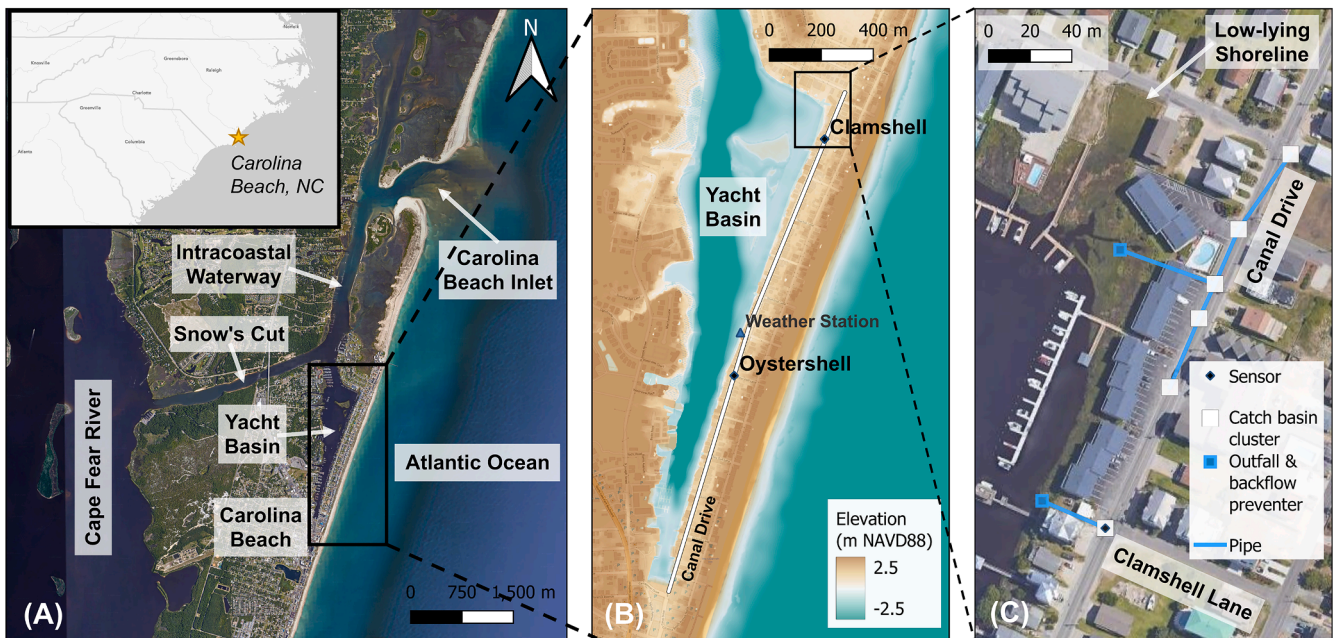 Norfolk
Knoxville
Greensboro
Raleigh
Charlotte
Greenville
Columbia
Atlanta
Carolina
Beach, NC
N
Intracoastal
Waterway
Carolina
Beach Inlet
Snow's Cut
Yacht
Basin
Cape Fear River
Atlantic Ocean
Carolina
Beach
0 750 1,500 m
(A)
0 200 400 m
Clamshell
Yacht
Basin
Weather Station
Oystershell
Canal Drive
Elevation
(m NAVD88)
2.5
-2.5
(B)
0 20 40 m
Low-lying
Shoreline
Canal Drive
Sensor
Catch basin
cluster
Outfall &
backflow
preventer
Pipe
Clamshell Lane
(C)